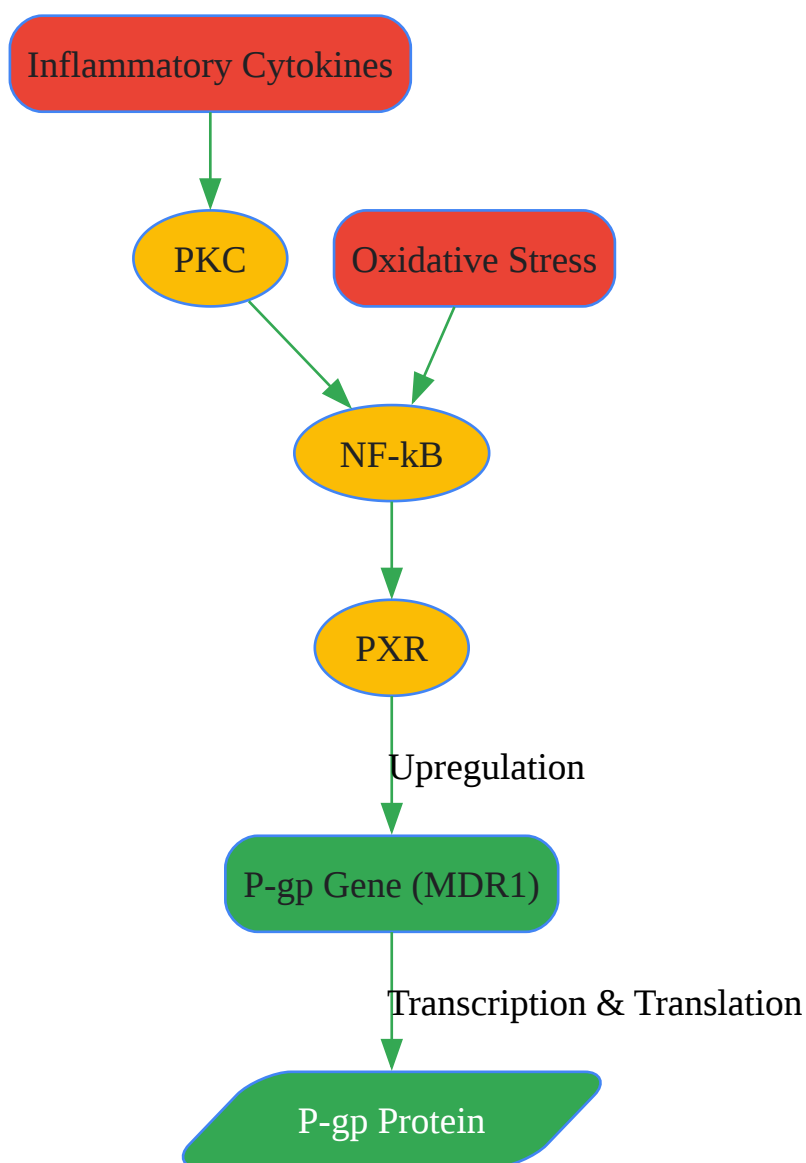 Inflammatory Cytokines
PKC
Oxidative Stress
NF-kB
PXR
Upregulation
P-gp Gene (MDR1)
Transcription & Translation
P-gp Protein